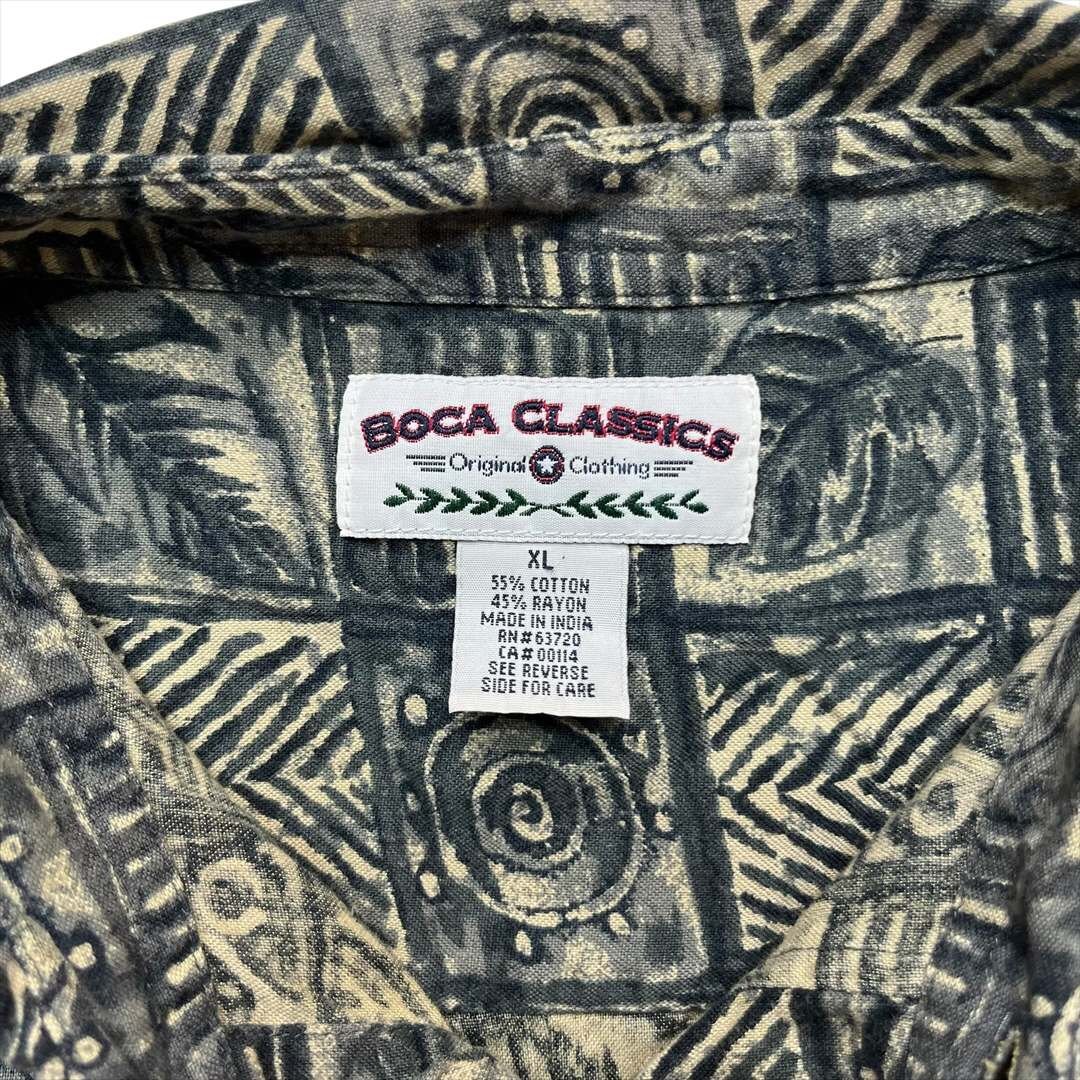 BOCA CLASSICS
Original Clothing
XL
55% COTTON
45% RAYON
MADE IN INDIA
RN# 63720
CA# 00114
SEE REVERSE
SIDE FOR CARE